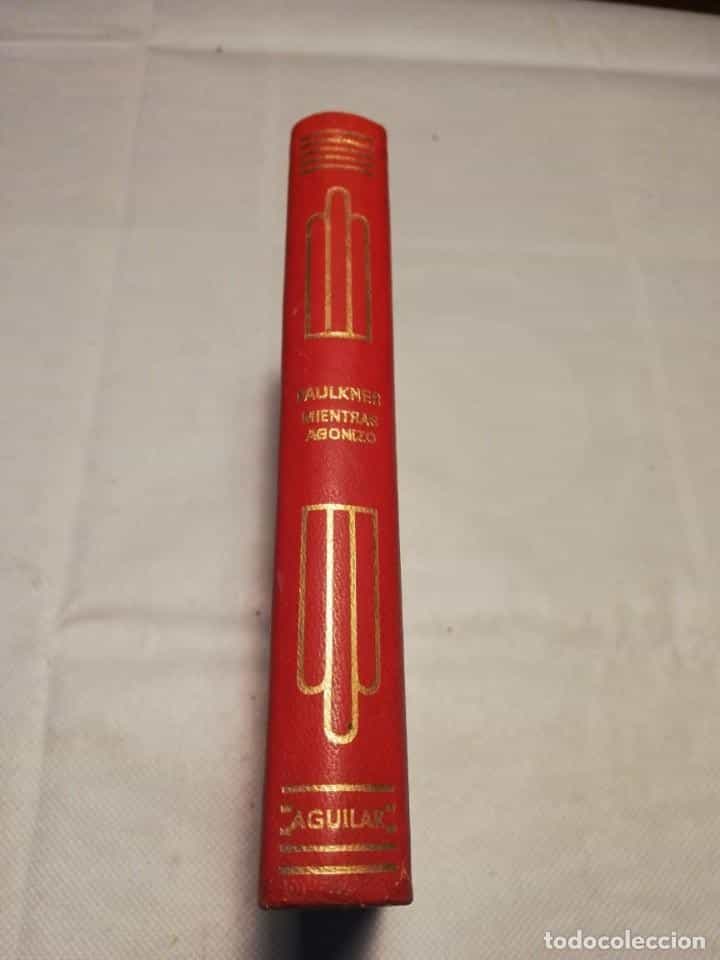 FAULKNER
MIENTRAS
AGONIZO
AGUILAR
todocoleccion